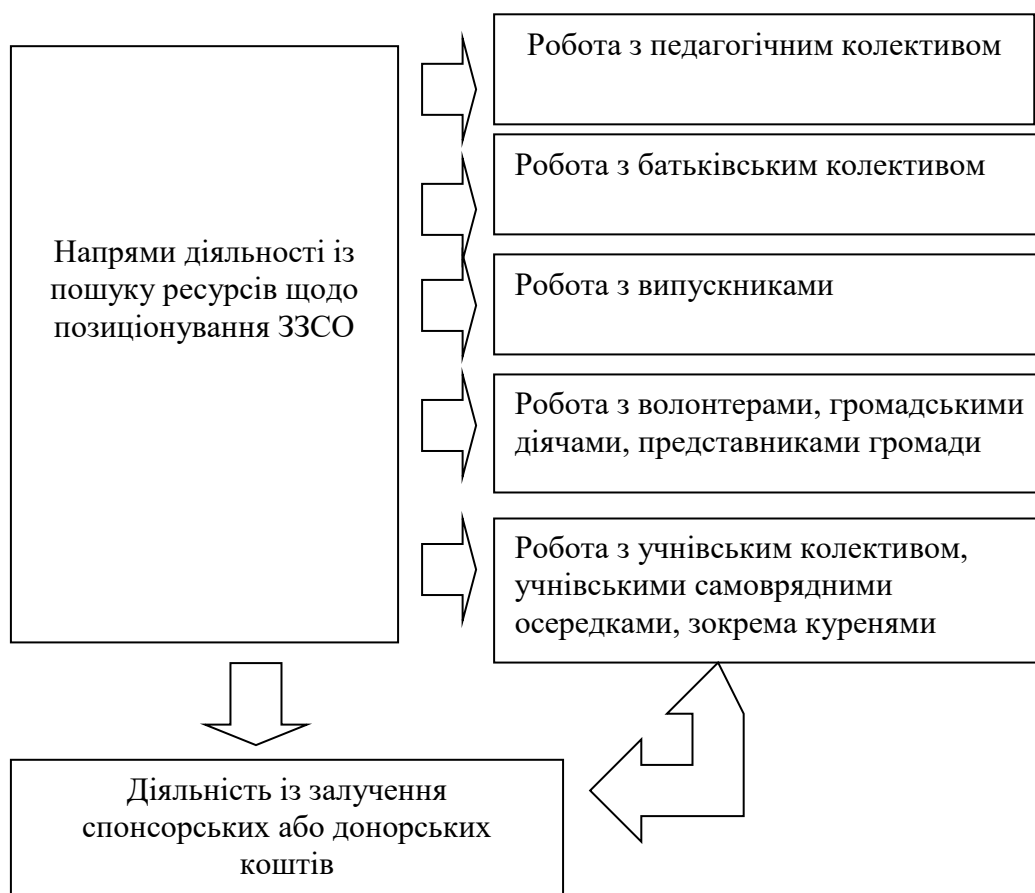 Напрями діяльності із
пошуку ресурсів щодо
позиціонування ЗЗСО
Робота з педагогічним колективом
Робота з батьківським колективом
Робота з випускниками
Робота з волонтерами, громадськими
діячами, представниками громади
Робота з учнівським колективом,
учнівськими самоврядними
осередками, зокрема куренями
Діяльність із залучення
спонсорських або донорських
коштів